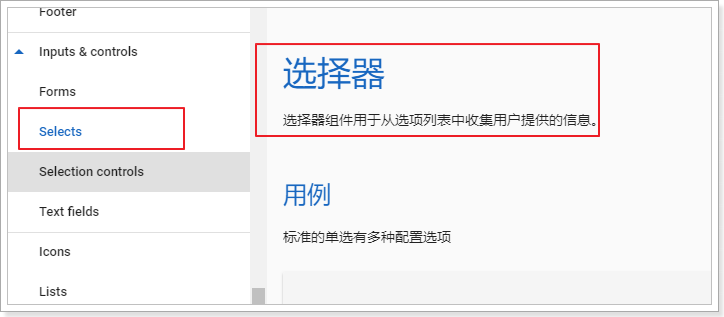 Footer
Inputs & controls
Forms
Selects
Selection controls
Text fields
Icons
Lists
选择器
选择器组件用于从选项列表中收集用户提供的信息。
用例
标准的单选有多种配置选项